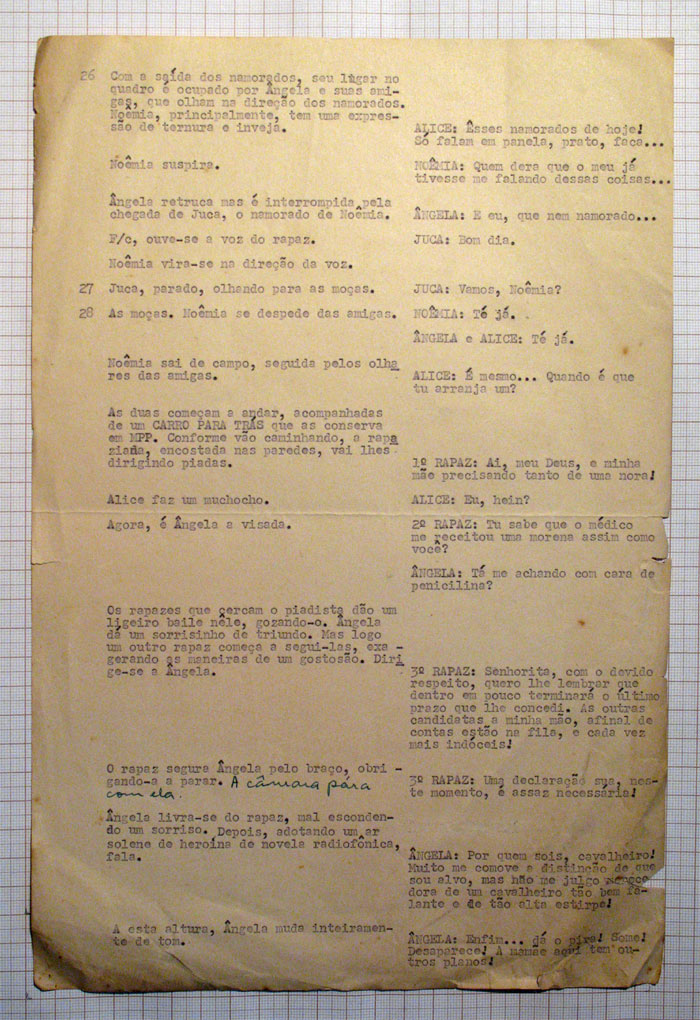 26 Com a saída dos namorados, seu lugar no
quadro é ocupado por Ângela e suas ami-
gas, que olham na direção dos namorados.
Noêmia, principalmente, tem uma expres-
são de ternura e inveja.
ALICE: Êsses namorados de hoje!
Só falam em panela, prato, faca...
Noêmia suspira.
NOÊMIA: Quem dera que o meu já
tivesse me falando dessas coisas...
Ângela retruca mas é interrompida pela
chegada de Juca, o namorado de Noêmia.
ÂNGELA: E eu, que nem namorado...
F/c, ouve-se a voz do rapaz.
JUCA: Bom dia.
Noêmia vira-se na direção da voz.
27 Juca, parado, olhando para as moças.
JUCA: Vamos, Noêmia?
28 As moças. Noêmia se despede das amigas.
NOÊMIA: Té já.
ÂNGELA e ALICE: Té já.
Noêmia sai de campo, seguida pelos olha
res das amigas.
ALICE: É mesmo... Quando é que
tu arranja um?
As duas começam a andar, acompanhadas
de um CARRO PARA TRÁS que as conserva
em MPP. Conforme vão caminhando, a rapa
ziada, encostada nas paredes, vai lhes
dirigindo piadas.
1º RAPAZ: Ai, meu Deus, e minha
mãe precisando tanto de uma nora!
Alice faz um muchocho.
ALICE: Eu, hein?
Agora, é Ângela a visada.
2º RAPAZ: Tu sabe que o médico
me receitou uma morena assim como
você?
ÂNGELA: Tá me achando com cara de
penicilina?
Os rapazes que cercam o piadista dão um
ligeiro baile nêle, gozando-o. Ângela
dá um sorrisinho de triundo. Mas logo
um outro rapaz começa a segui-las, exa -
gerando as maneiras de um gostosão. Diri
ge-se a Ângela.
3º RAPAZ: Senhorita, com o devido
respeito, quero lhe lembrar que
dentro em pouco terminará o último
prazo que lhe concedi. As outras
candidatas a minha mão, afinal de
contas estão na fila, e cada vez
mais indóceis!
O rapaz segura Ângela pelo braço, obri -
gando-a a parar. A câmara pára
com ela.
3º RAPAZ: Uma declaração sua, nes-
te momento, é assaz necessária!
Ângela livra-se do rapaz, mal esconden-
do um sorriso. Depois, adotando um ar
solene de heroína de novela radiofônica,
fala.
ÂNGELA: Por quem sois, cavalheiro!
Muito me comove a distinção de que
sou alvo, mas não me julgo merece
dora de um cavalheiro tão bem fa-
lante e de tão alta estirpe!
A esta altura, Ângela muda inteiramen-
te de tom.
ÂNGELA: Enfim... dá o pira! Some!
Desaparece! A mamãe aqui tem ou-
tros planos!